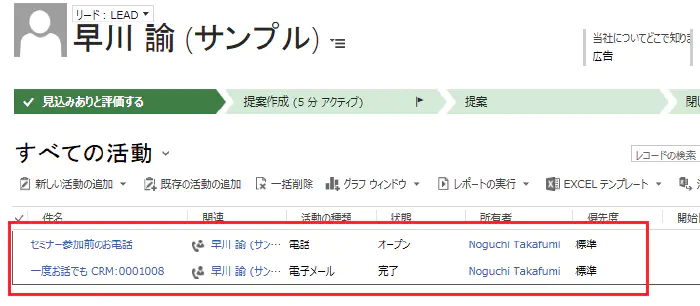 リード : LEAD
早川 諭 (サンプル)
当社についてどこで知りま
広告
見込みありと評価する
提案作成 (5 分 アクティブ)
提案
すべての活動
レコードの検索
新しい活動の追加
既存の活動の追加
一括削除
グラフ ウィンドウ
レポートの実行
EXCEL テンプレート
件名 関連 活動の種類 状態 所有者 優先度 開始日
セミナー参加前のお電話 早川 諭 (サン... 電話 オープン Noguchi Takafumi 標準
一度お話でも CRM:0001008 早川 諭 (サン... 電子メール 完了 Noguchi Takafumi 標準